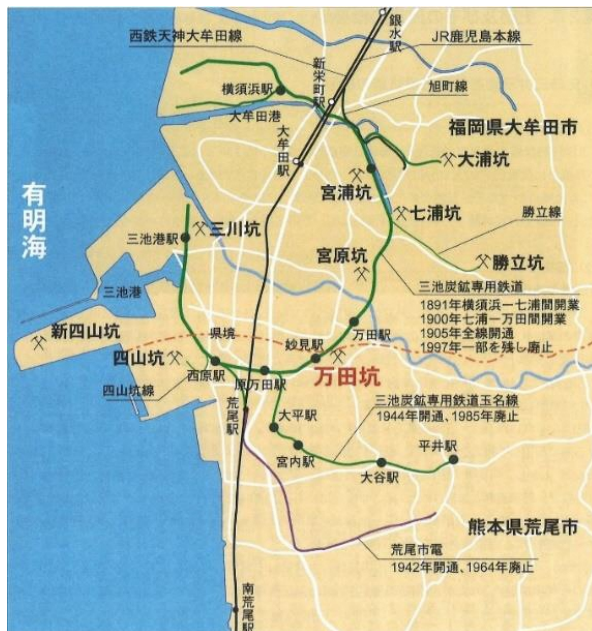 西鉄天神大牟田線
銀水駅
JR鹿児島本線
新栄町駅
旭町線
横須浜駅
大牟田港
大牟田駅
福岡県大牟田市
大浦坑
宮浦坑
七浦坑
勝立線
有明海
三川坑
三池港駅
宮原坑
勝立坑
三池港
三池炭鉱専用鉄道
1891年横須浜ー七浦間開業
1900年七浦ー万田間開業
1905年全線開通
1997年一部を残し廃止
新四山坑
県境
妙見駅
万田駅
四山坑
西原駅
原万田駅
万田坑
四山坑線
荒尾駅
大平駅
三池炭鉱専用鉄道玉名線
1944年開通、1985年廃止
宮内駅
大谷駅
平井駅
熊本県荒尾市
荒尾市電
1942年開通、1964年廃止
南荒尾駅